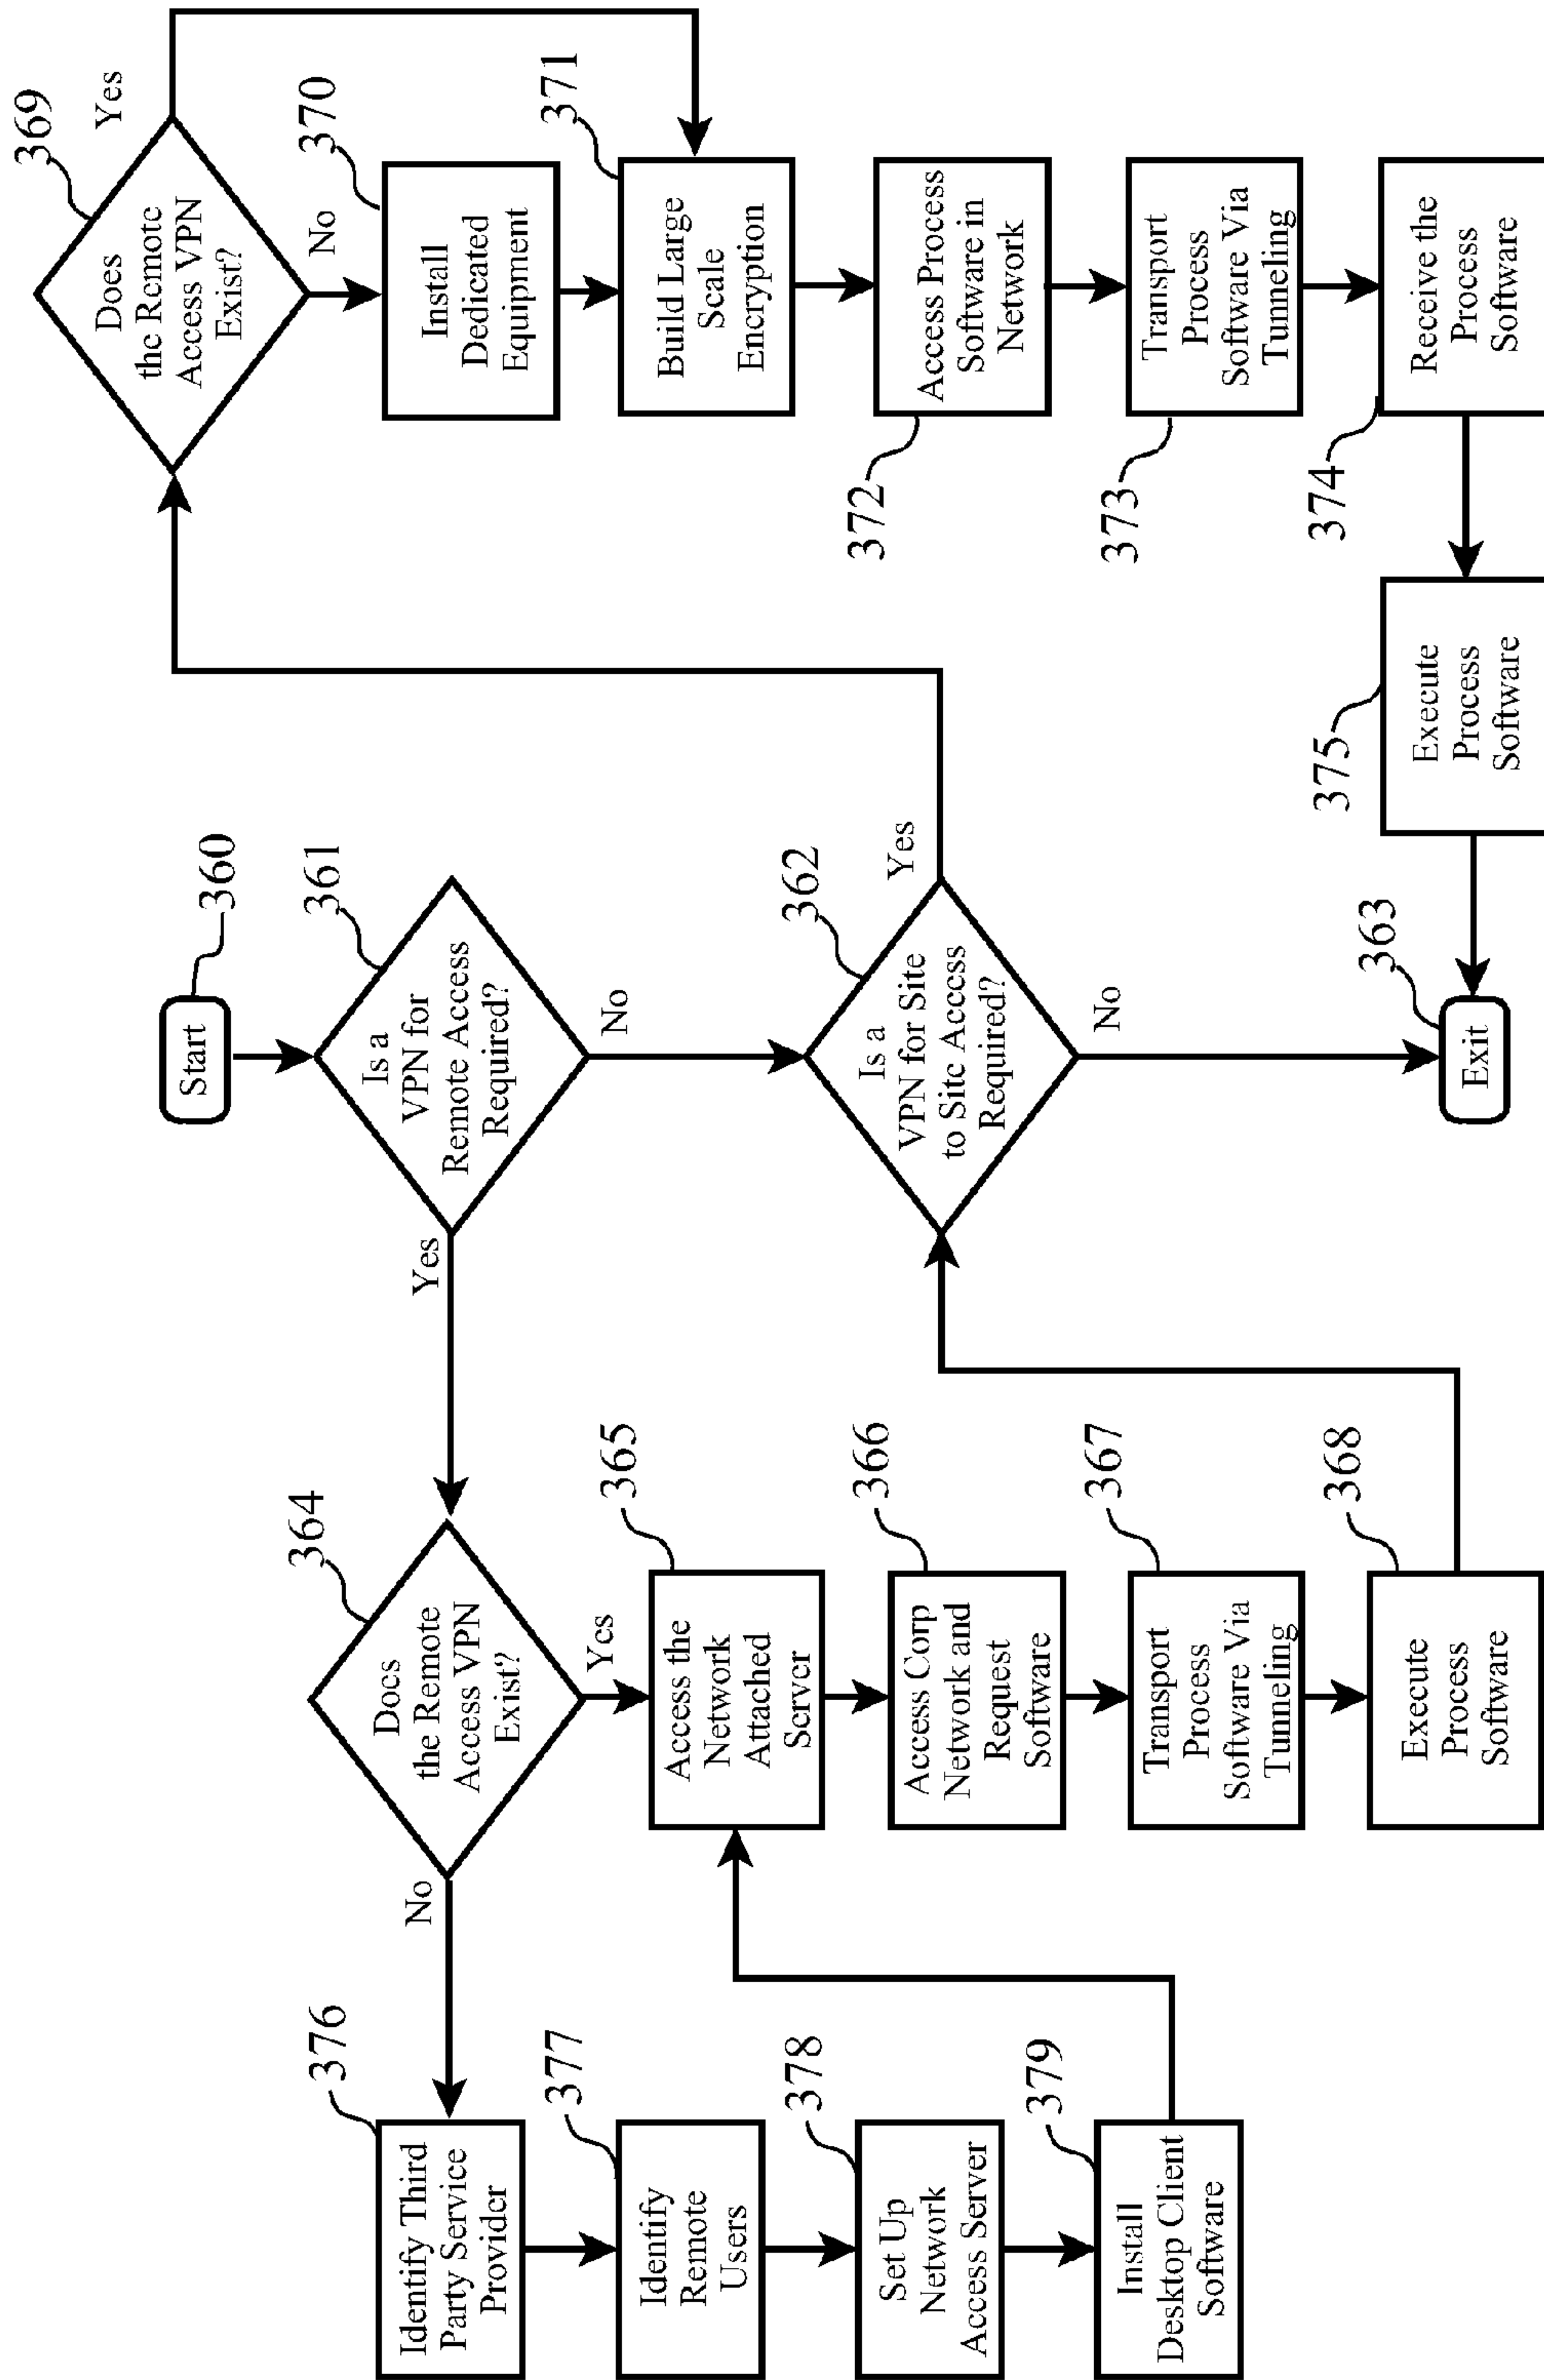 360
Start
361
Is a
VPN for
Remote Access
Required?
Yes
No
362
Is a
VPN for Site
to Site Access
Required?
Yes
No
363
Exit
364
Does
the Remote
Access VPN
Exist?
No
Yes
376
Identify Third
Party Service
Provider
377
Identify
Remote
Users
378
Set Up
Network
Access Server
379
Install
Desktop Client
Software
365
Access the
Network
Attached
Server
366
Access Corp
Network and
Request
Software
367
Transport
Process
Software Via
Tunneling
368
Execute
Process
Software
369
Does
the Remote
Access VPN
Exist?
Yes
No
370
Install
Dedicated
Equipment
371
Build Large
Scale
Encryption
372
Access Process
Software in
Network
373
Transport
Process
Software Via
Tunneling
374
Receive the
Process
Software
375
Execute
Process
Software